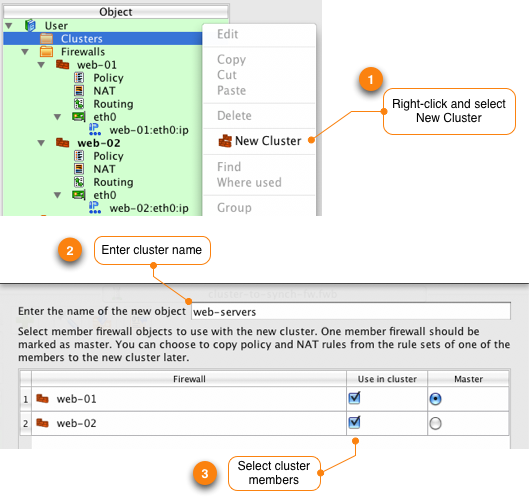 Object
User
Clusters
Firewalls
web-01
Policy
NAT
Routing
eth0
web-01:eth0:ip
web-02
Policy
NAT
Routing
eth0
web-02:eth0:ip
Edit
Copy
Cut
Paste
Delete
New Cluster
Find
Where used
Group
1
Right-click and select
New Cluster
2
Enter cluster name
Enter the name of the new object web-servers
Select member firewall objects to use with the new cluster. One member firewall should be
marked as master. You can choose to copy policy and NAT rules from the rule sets of one of the
members to the new cluster later.
Firewall Use in cluster Master
1 web-01
2 web-02
3
Select cluster
members